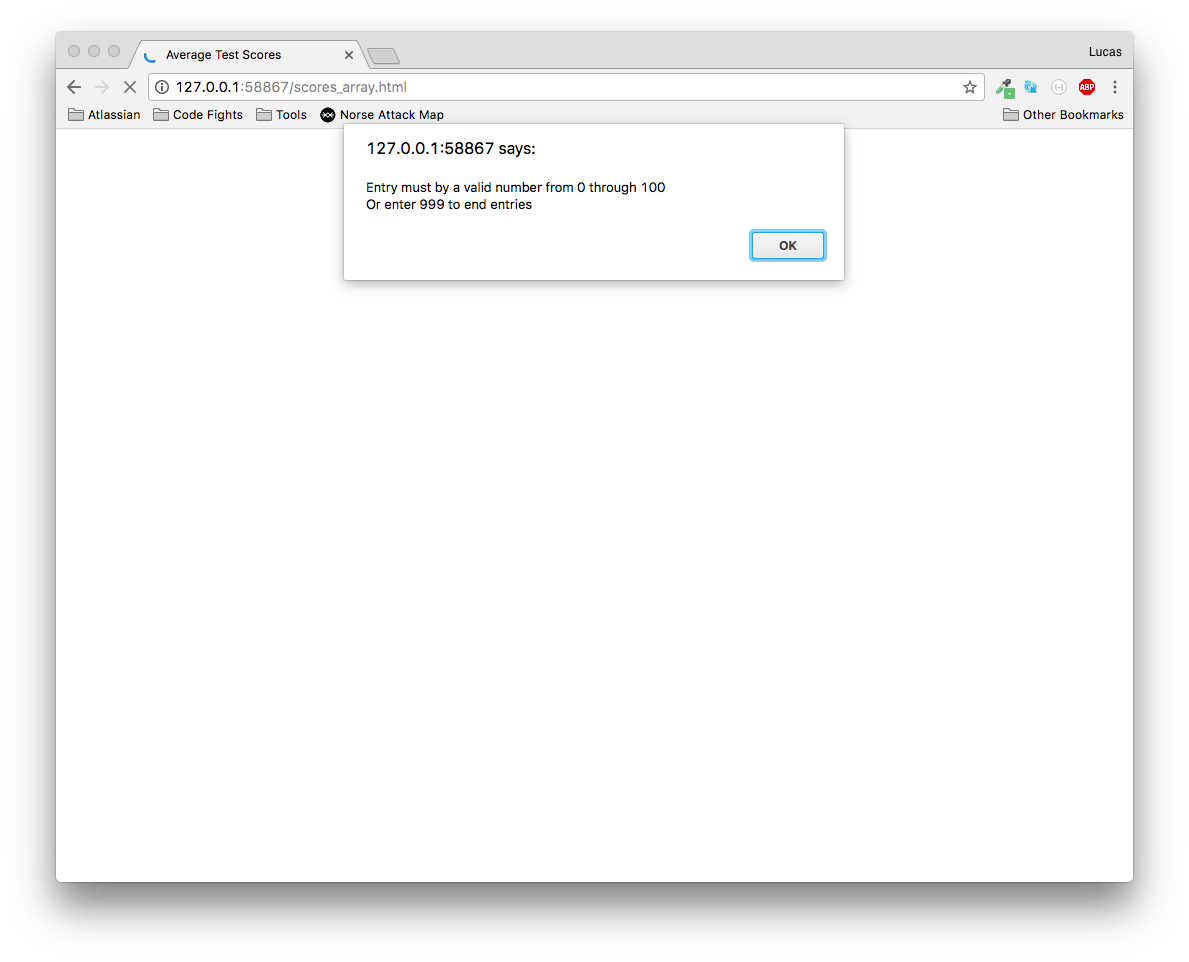 Average Test Scores
Lucas
127.0.0.1:58867/scores_array.html
ABP
Atlassian Code Fights Tools Norse Attack Map Other Bookmarks
127.0.0.1:58867 says:
Entry must by a valid number from 0 through 100
Or enter 999 to end entries
OK